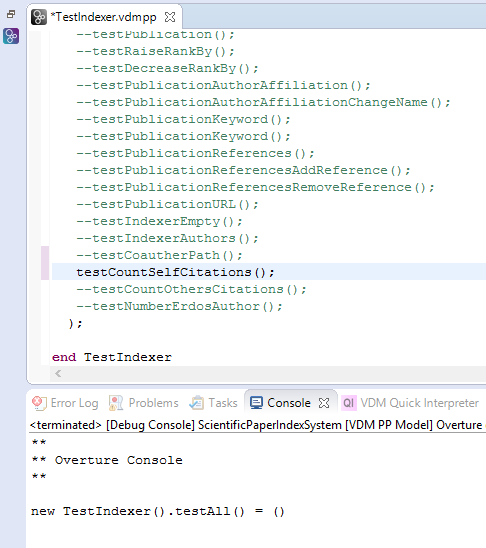 *TestIndexer.vdmpp
--testPublication();
--testRaiseRankBy();
--testDecreaseRankBy();
--testPublicationAuthorAffiliation();
--testPublicationAuthorAffiliationChangeName();
--testPublicationKeyword();
--testPublicationKeyword();
--testPublicationReferences();
--testPublicationReferencesAddReference();
--testPublicationReferencesRemoveReference();
--testPublicationURL();
--testIndexerEmpty();
--testIndexerAuthors();
--testCoautherPath();
testCountSelfCitations();
--testCountOthersCitations();
--testNumberErdosAuthor();
);
end TestIndexer
Error Log Problems Tasks Console QI VDM Quick Interpreter
<terminated> [Debug Console] ScientificPaperIndexSystem [VDM PP Model] Overture
**
** Overture Console
**
new TestIndexer().testAll() = ()